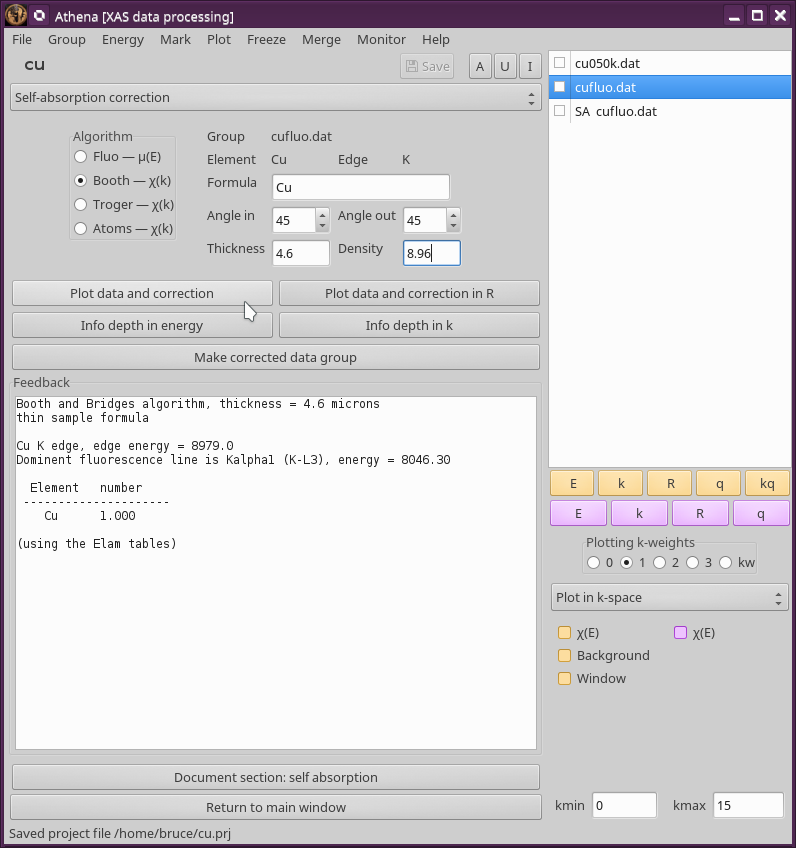 Athena [XAS data processing]
File Group Energy Mark Plot Freeze Merge Monitor Help
cu Save A U I
Self-absorption correction
Algorithm
Fluo — μ(E)
Booth — χ(k)
Troger — χ(k)
Atoms — χ(k)
Group cufluo.dat
Element Cu Edge K
Formula Cu
Angle in 45 Angle out 45
Thickness 4.6 Density 8.96
Plot data and correction Plot data and correction in R
Info depth in energy Info depth in k
Make corrected data group
Feedback
Booth and Bridges algorithm, thickness = 4.6 microns
thin sample formula
Cu K edge, edge energy = 8979.0
Dominent fluorescence line is Kalpha1 (K-L3), energy = 8046.30
Element number
----------------------
Cu 1.000
(using the Elam tables)
Document section: self absorption
Return to main window
Saved project file /home/bruce/cu.prj
cu050k.dat
cufluo.dat
SA cufluo.dat
E k R q kq
E k R q
Plotting k-weights
0 1 2 3 kw
Plot in k-space
χ(E) χ(E)
Background
Window
kmin 0 kmax 15